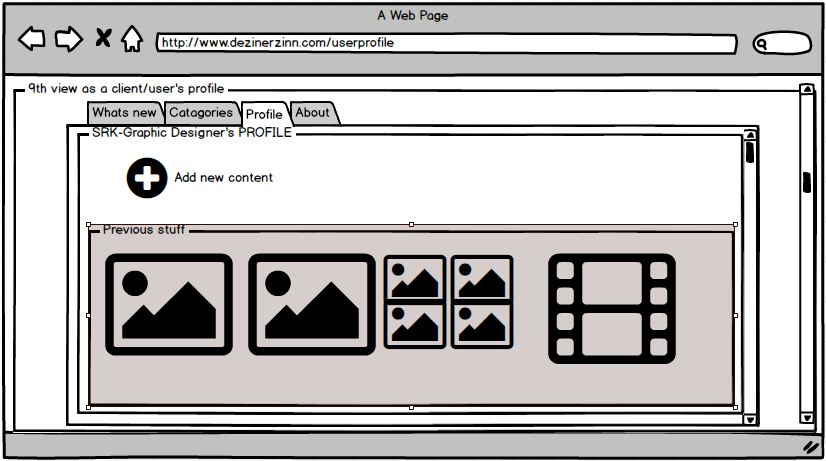 A Web Page
http://www.dezinerzinn.com/userprofile
9th view as a client/user's profile
Whats new
Catagories
Profile
About
SRK-Graphic Designer's PROFILE
Add new content
Previous stuff